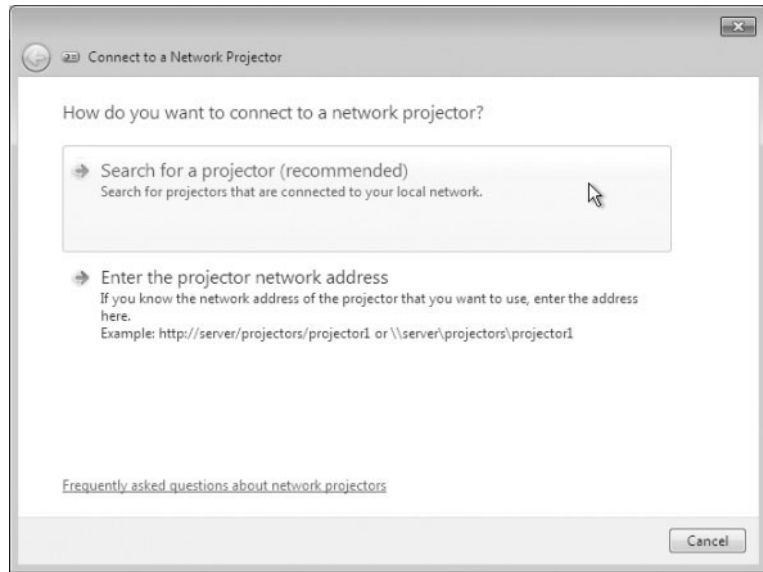 Connect to a Network Projector
How do you want to connect to a network projector?
Search for a projector (recommended)
Search for projectors that are connected to your local network.
Enter the projector network address
If you know the network address of the projector that you want to use, enter the address
here.
Example: http://server/projectors/projector1 or \\server\projectors\projector1
Frequently asked questions about network projectors
Cancel